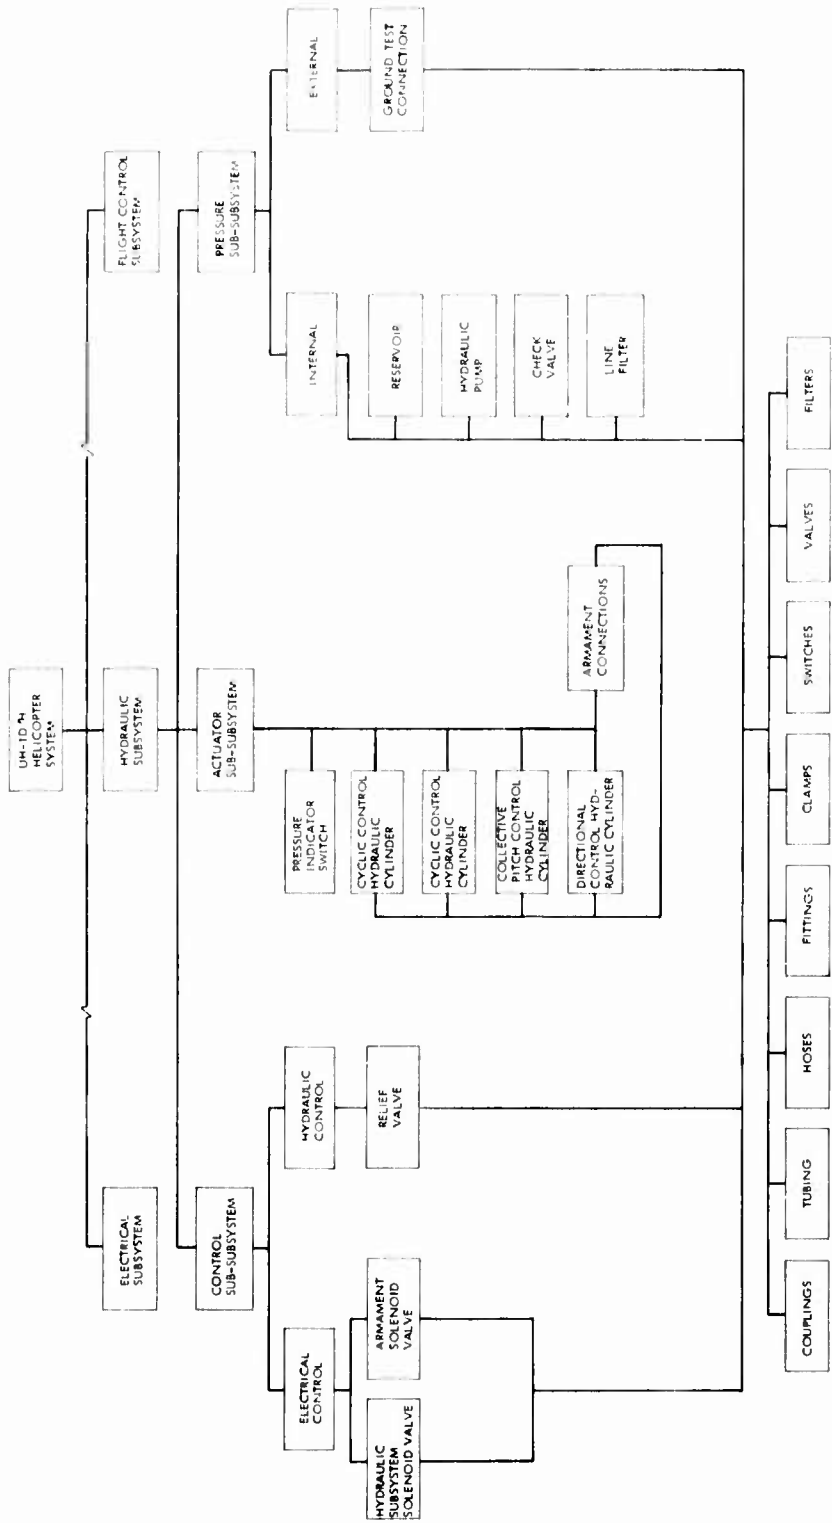 UH-1D/H
HELICOPTER
SYSTEM
ELECTRICAL
SUBSYSTEM
HYDRAULIC
SUBSYSTEM
FLIGHT CONTROL
SUBSYSTEM
CONTROL
SUB-SUBSYSTEM
ACTUATOR
SUB-SUBSYSTEM
PRESSURE
SUB-SUBSYSTEM
ELECTRICAL
CONTROL
HYDRAULIC
CONTROL
PRESSURE
INDICATOR
SWITCH
INTERNAL
EXTERNAL
HYDRAULIC
SUBSYSTEM
SOLENOID VALVE
ARMAMENT
SOLENOID
VALVE
RELIEF
VALVE
CYCLIC CONTROL
HYDRAULIC
CYLINDER
RESERVOIR
GROUND TEST
CONNECTION
CYCLIC CONTROL
HYDRAULIC
CYLINDER
HYDRAULIC
PUMP
COLLECTIVE
PITCH CONTROL
HYDRAULIC
CYLINDER
CHECK
VALVE
DIRECTIONAL
CONTROL HYD-
RAULIC CYLINDER
ARMAMENT
CONNECTIONS
LINE
FILTER
COUPLINGS
TUBING
HOSES
FITTINGS
CLAMPS
SWITCHES
VALVES
FILTERS